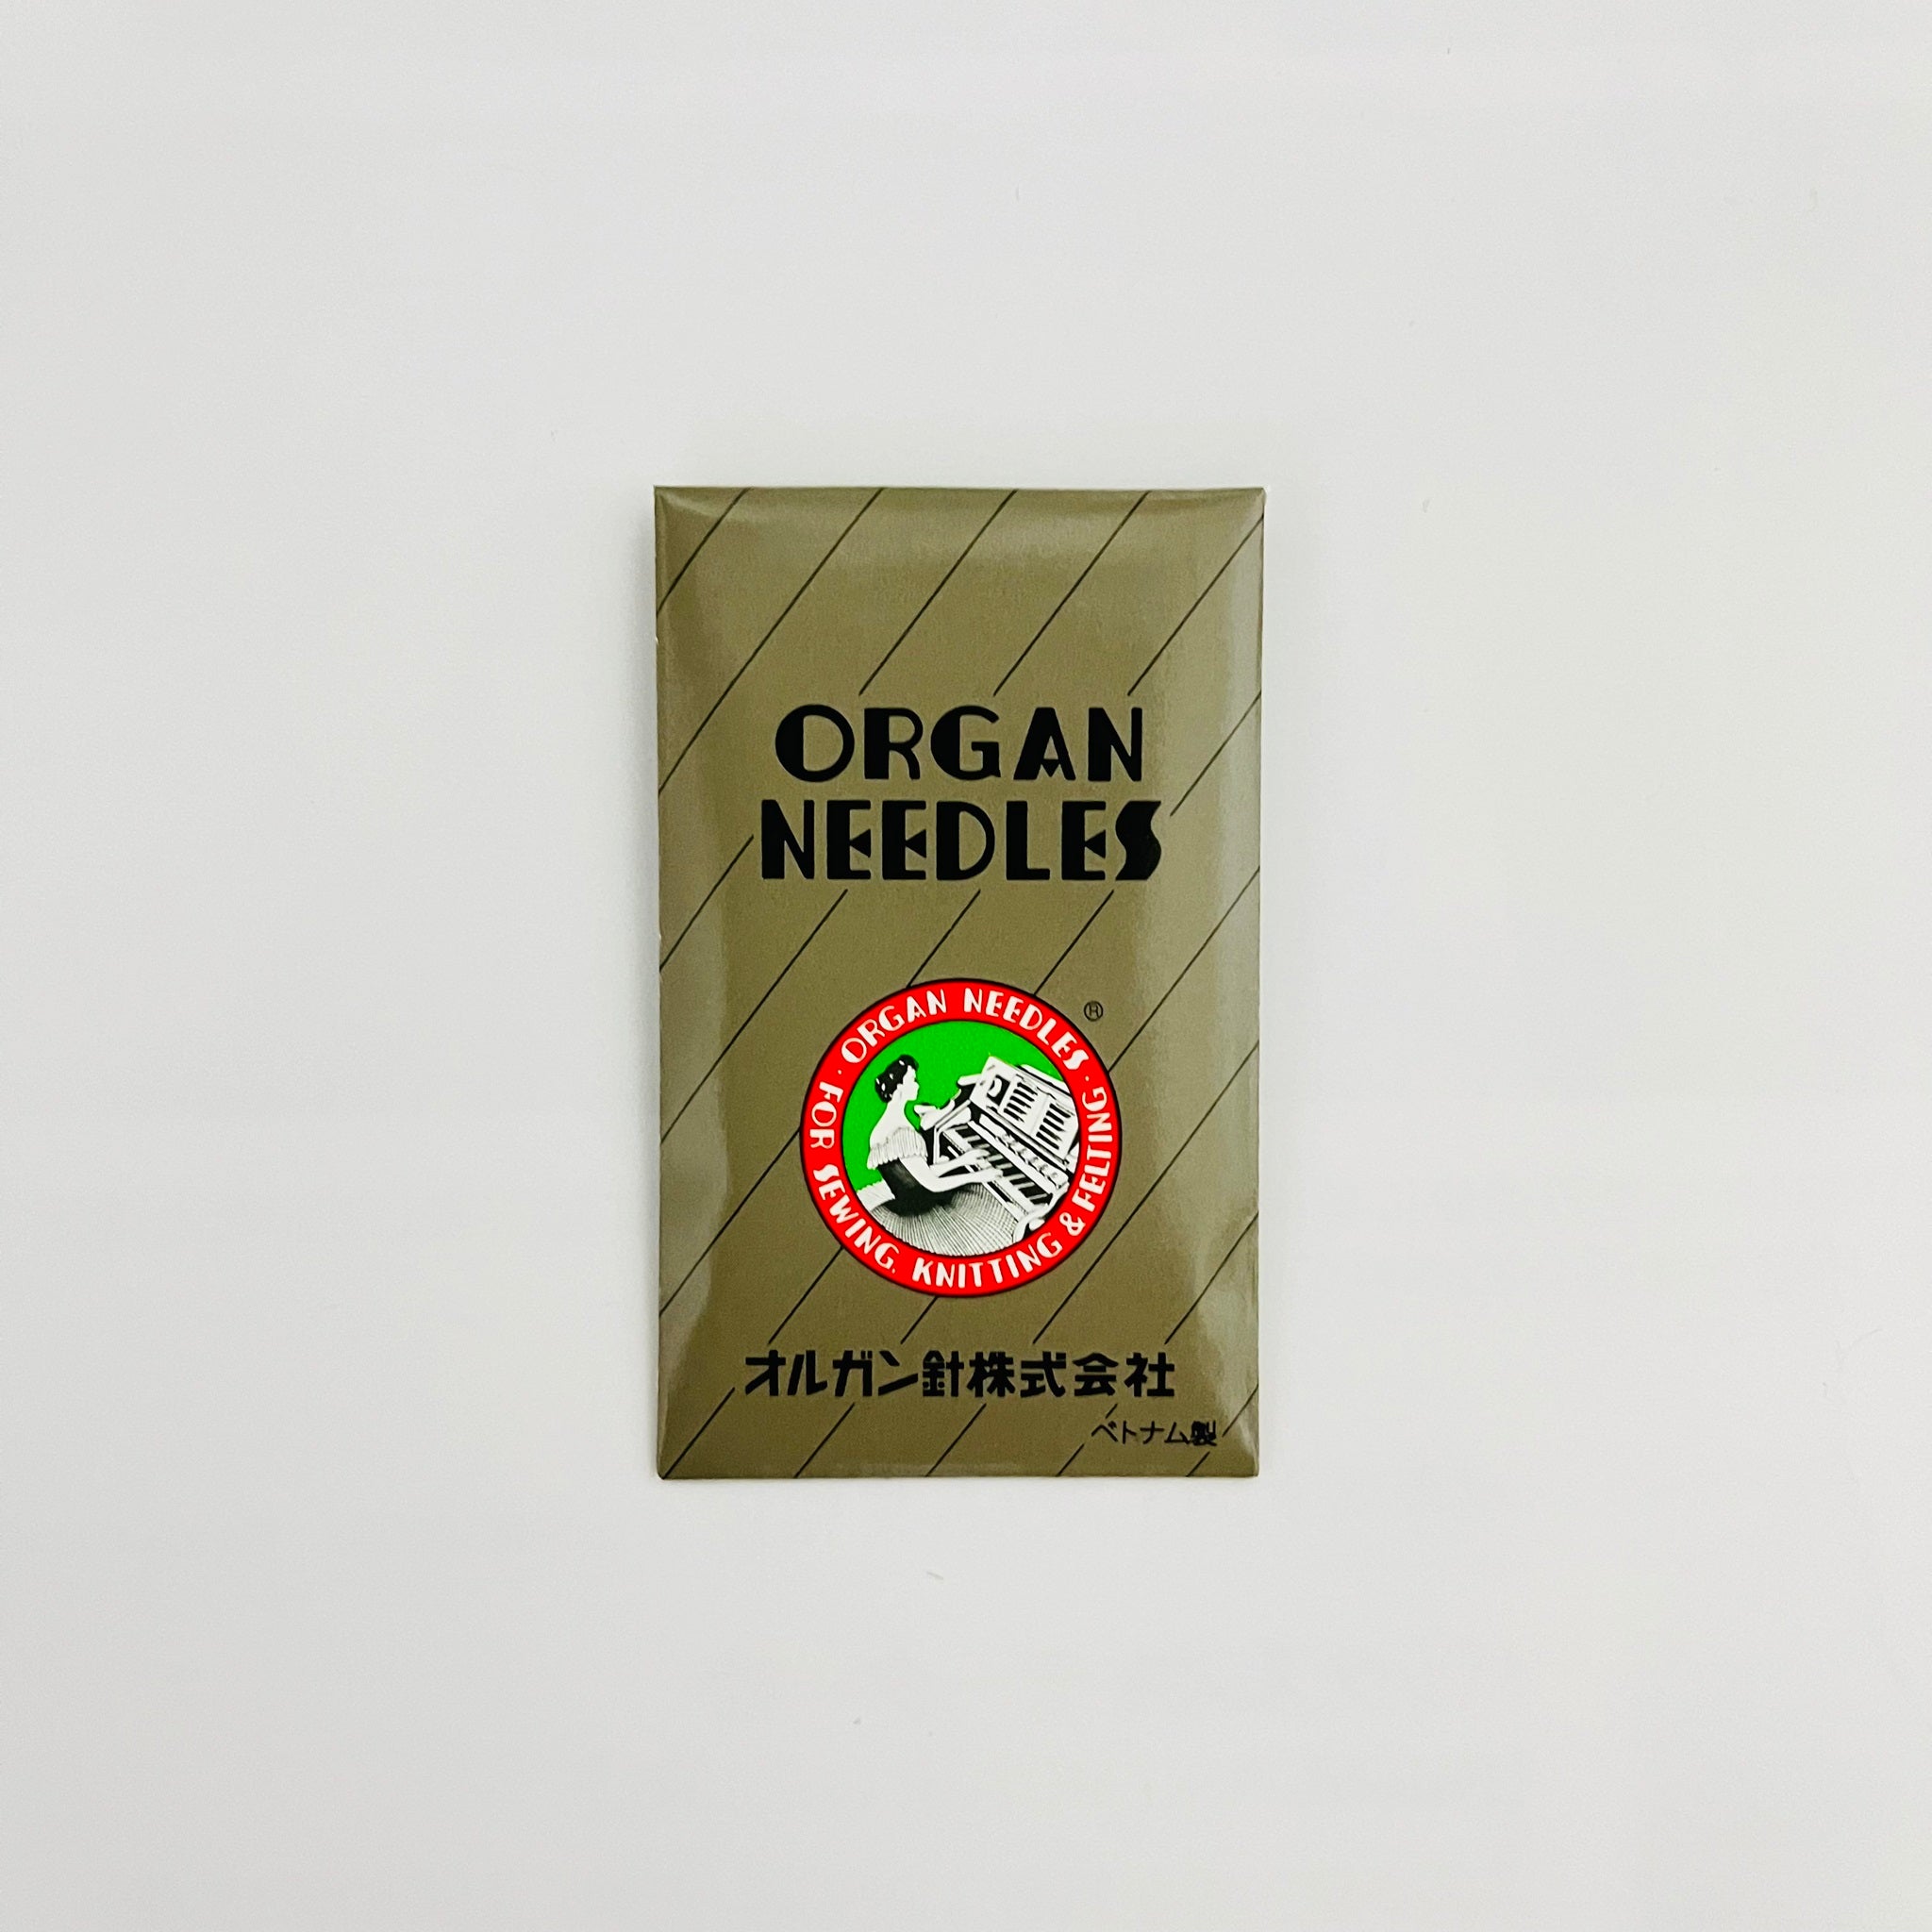 ORGAN
NEEDLES
®
· ORGAN NEEDLES ·
FOR SEWING, KNITTING & FELTING
オルガン針株式会社
ベトナム製